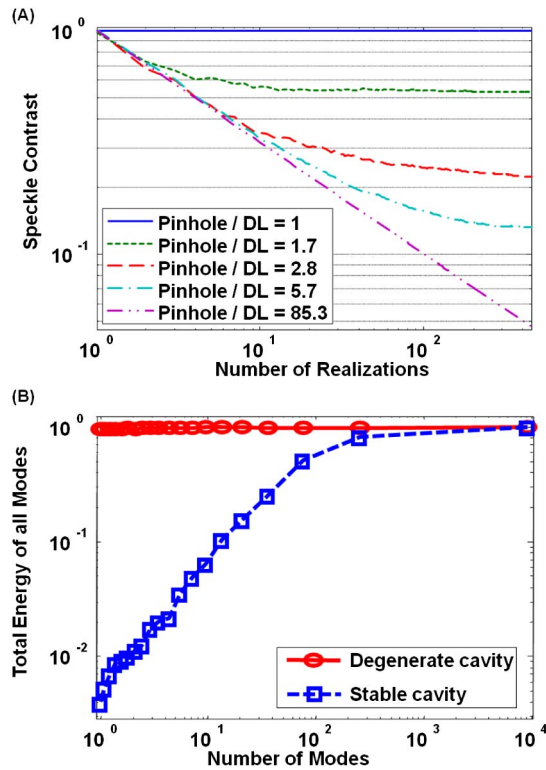 (A)
10 0
10 -1
Speckle Contrast
Pinhole / DL = 1
Pinhole / DL = 1.7
Pinhole / DL = 2.8
Pinhole / DL = 5.7
Pinhole / DL = 85.3
10 0 10 1 10 2
Number of Realizations
(B)
10 0
10 -1
10 -2
Total Energy of all Modes
Degenerate cavity
Stable cavity
10 0 10 1 10 2 10 3 10 4
Number of Modes